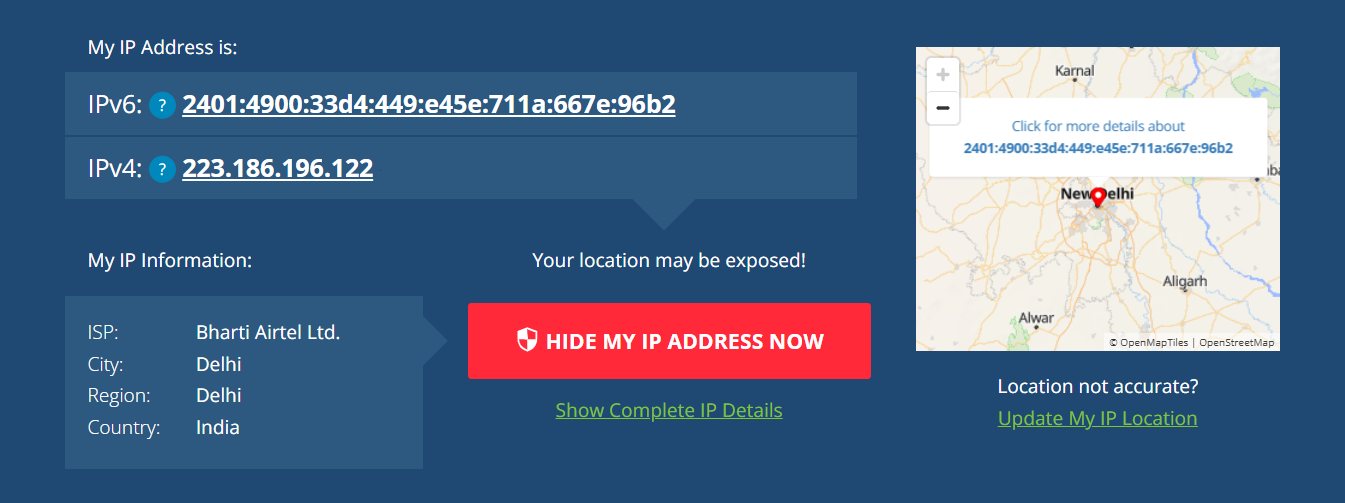 My IP Address is:
IPv6: ? 2401:4900:33d4:449:e45e:711a:667e:96b2
IPv4: ? 223.186.196.122
My IP Information:
ISP: Bharti Airtel Ltd.
City: Delhi
Region: Delhi
Country: India
Your location may be exposed!
HIDE MY IP ADDRESS NOW
Show Complete IP Details
+
−
Karnal
Click for more details about
2401:4900:33d4:449:e45e:711a:667e:96b2
New Delhi
Aligarh
Alwar
© OpenMapTiles | OpenStreetMap
Location not accurate?
Update My IP Location